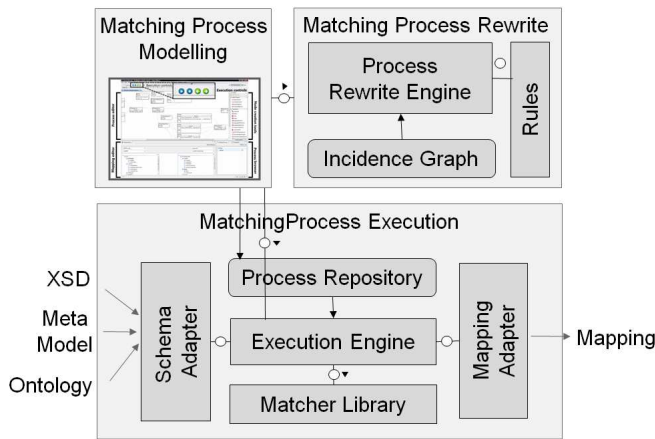 Matching Process
Modelling
Matching Process Rewrite
Process
Rewrite Engine
Rules
Incidence Graph
MatchingProcess Execution
XSD
Meta
Model
Ontology
Schema
Adapter
Process Repository
Execution Engine
Matcher Library
Mapping
Adapter
Mapping